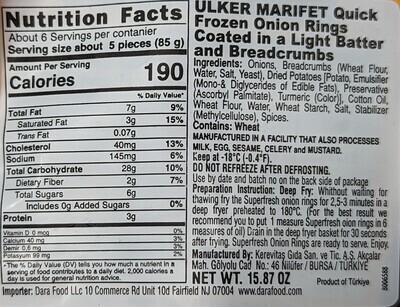 Nutrition Facts
About 6 Servings per contanier
Serving size about 5 pieces (85 g)
Amount Per Serving
Calories 190
% Daily Value*
Total Fat 7g 9%
Saturated Fat 3g 15%
Trans Fat 0.07g
Cholesterol 40mg 13%
Sodium 145mg 6%
Total Carbohydrate 28g 10%
Dietary Fiber 2g 7%
Total Sugars 6g
Includes 0g Added Sugars 0%
Protein 3g
Vitamin D 0 mcg 0%
Calcium 40 mg 3%
Demir 0,6 mg 3%
Potasyum 99 mg 2%
* The % Daily Value (DV) tells you how much a nutrient in a
serving of food contributes to a daily diet. 2,000 calories a
day is used for general nutrition advice.
ULKER MARIFET Quick
Frozen Onion Rings
Coated in a Light Batter
and Breadcrumbs
Ingredients: Onions, Breadcrumbs (Wheat Flour,
Water, Salt, Yeast), Dried Potatoes [Potato, Emulsifier
(Mono-& Diglycerides of Edible Fats), Preservative
(Ascorbyl Palmitate), Turmeric (Color)], Cotton Oil,
Wheat Flour, Water, Wheat Starch, Salt, Stabilizer
(Methylcellulose), Spices.
Contains: Wheat
MANUFACTURED IN A FACILITY THAT ALSO PROCESSES
MILK, EGG, SESAME, CELERY and MUSTARD.
Keep at -18°C (-0.4°F).
DO NOT REFREEZE AFTER DEFROSTING.
Use by date and batch no on the back side of package
Preparation Instruction: Deep Fry: Whithout waiting for
thawing fry the Superfresh onion rings for 2,5-3 minutes in a
deep fryer preheated to 180°C. (For the best result we
recommend you to put 1 measure Superfresh onion rings in 6
measures of oil) Drain in the deep fryer basket for 30 seconds
after frying. Superfresh Onion Rings are ready to serve. Enjoy.
Manufactured By: Kerevitas Gıda San. ve Tic. A.Ş. Akçalar
Mah. Gölyolu Cad. No: 46 Nilüfer / BURSA / TÜRKİYE
NET WT. 15.87 OZ Product of Türkiye
Importer: Dara Food LLc 10 Commerce Rd Unit 10d Fairfield NJ 07004 www.darafood.com